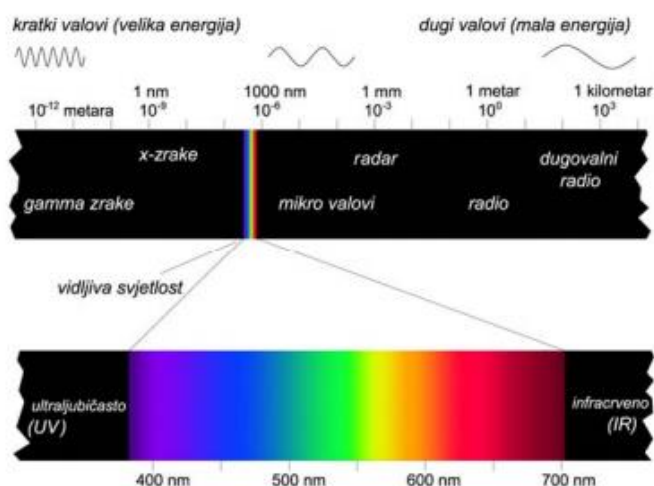 kratki valovi (velika energija)
dugi valovi (mala energija)
1 nm
1000 nm
1 mm
1 metar
1 kilometar
10⁻¹² metara
10⁻⁹
10⁻⁶
10⁻³
10⁰
10³
x-zrake
radar
dugovalni
radio
gamma zrake
mikro valovi
radio
vidljiva svjetlost
ultraljubičasto
(UV)
infracrveno
(IR)
400 nm
500 nm
600 nm
700 nm